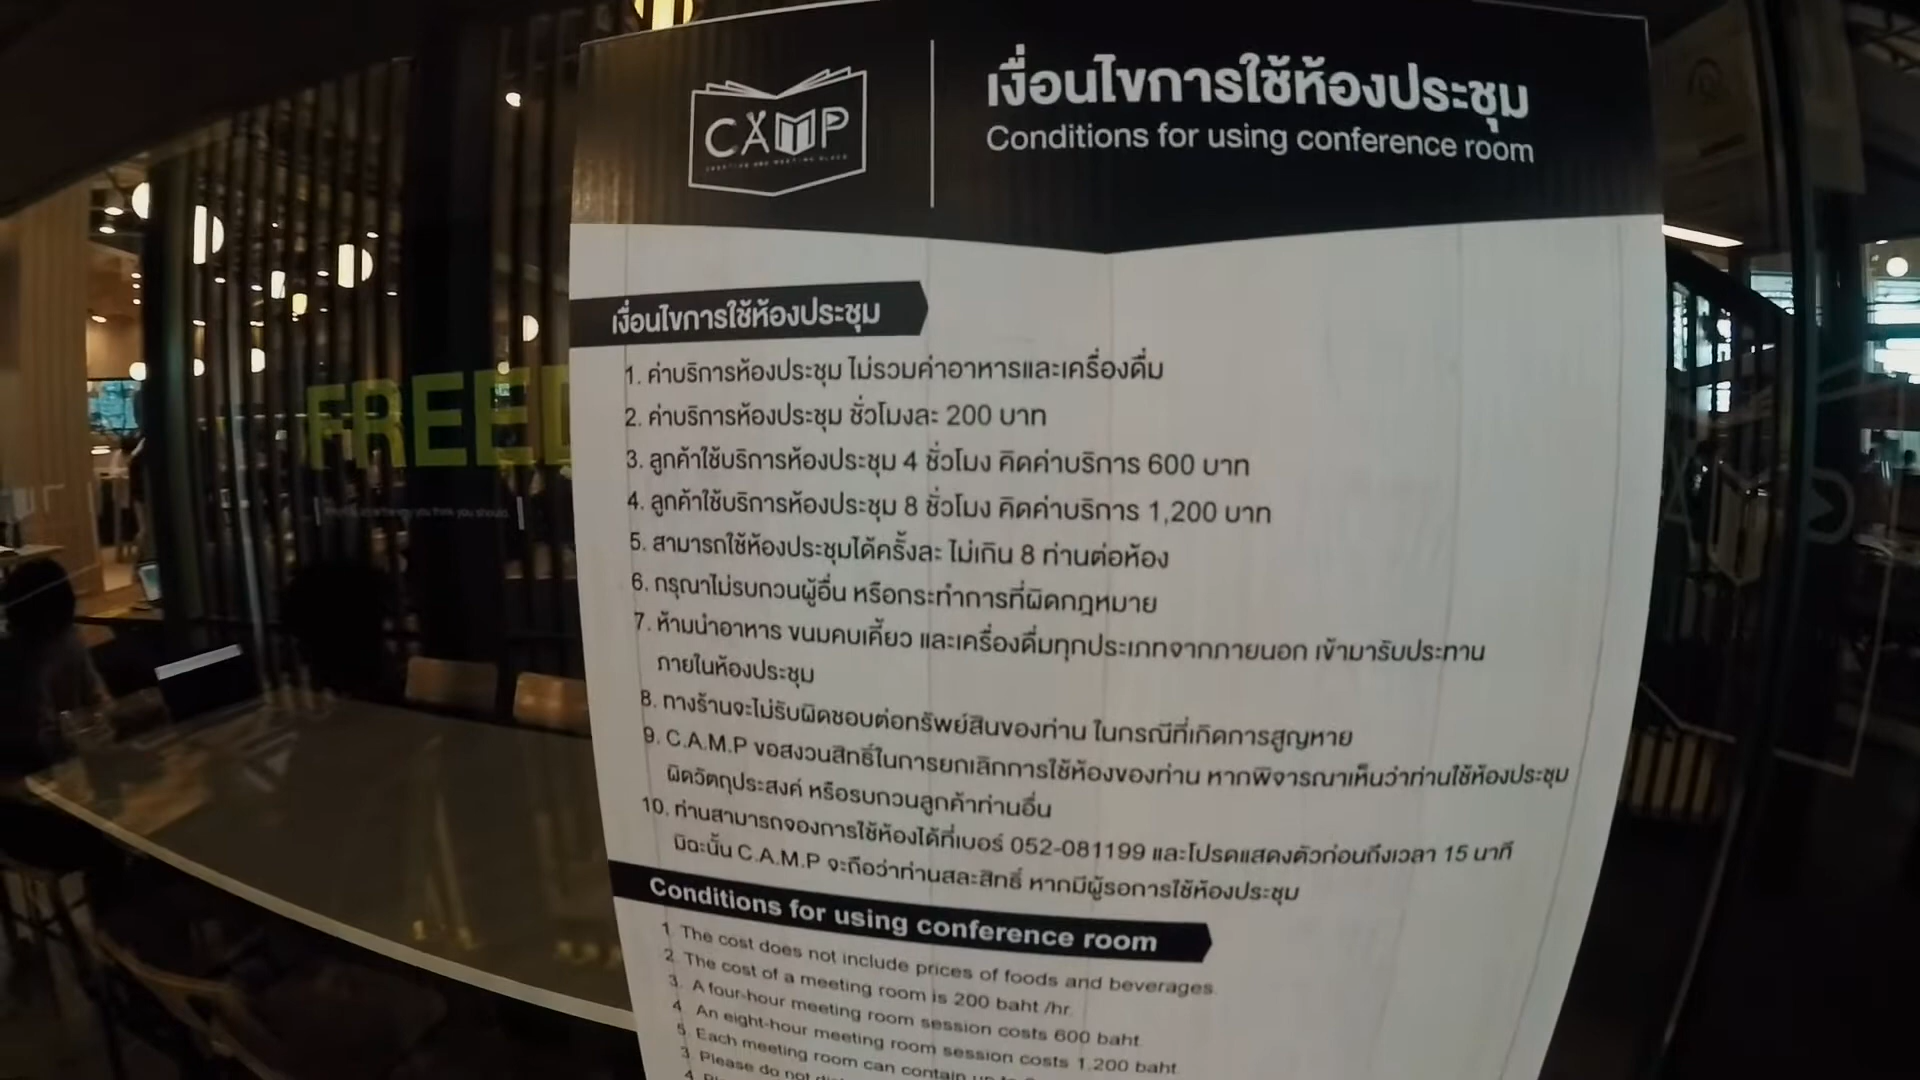 CAMP
CREATIVE AND MEETING PLACE
เงื่อนไขการใช้ห้องประชุม
Conditions for using conference room
FREED
you think you should.
เงื่อนไขการใช้ห้องประชุม
1. ค่าบริการห้องประชุม ไม่รวมค่าอาหารและเครื่องดื่ม
2. ค่าบริการห้องประชุม ชั่วโมงละ 200 บาท
3. ลูกค้าใช้บริการห้องประชุม 4 ชั่วโมง คิดค่าบริการ 600 บาท
4. ลูกค้าใช้บริการห้องประชุม 8 ชั่วโมง คิดค่าบริการ 1,200 บาท
5. สามารถใช้ห้องประชุมได้ครั้งละ ไม่เกิน 8 ท่านต่อห้อง
6. กรุณาไม่รบกวนผู้อื่น หรือกระทำการที่ผิดกฎหมาย
7. ห้ามนำอาหาร ขนมคบเคี้ยว และเครื่องดื่มทุกประเภทจากภายนอก เข้ามารับประทาน
ภายในห้องประชุม
8. ทางร้านจะไม่รับผิดชอบต่อทรัพย์สินของท่าน ในกรณีที่เกิดการสูญหาย
9. C.A.M.P ขอสงวนสิทธิ์ในการยกเลิกการใช้ห้องของท่าน หากพิจารณาเห็นว่าท่านใช้ห้องประชุม
ผิดวัตถุประสงค์ หรือรบกวนลูกค้าท่านอื่น
10. ท่านสามารถจองการใช้ห้องได้ที่เบอร์ 052-081199 และโปรดแสดงตัวก่อนถึงเวลา 15 นาที
มิฉะนั้น C.A.M.P จะถือว่าท่านสละสิทธิ์ หากมีผู้รอการใช้ห้องประชุม
Conditions for using conference room
1. The cost does not include prices of foods and beverages.
2. The cost of a meeting room is 200 baht /hr.
3. A four-hour meeting room session costs 600 baht.
4. An eight-hour meeting room session costs 1,200 baht.
5. Each meeting room can contain up to
3. Please do not
4.